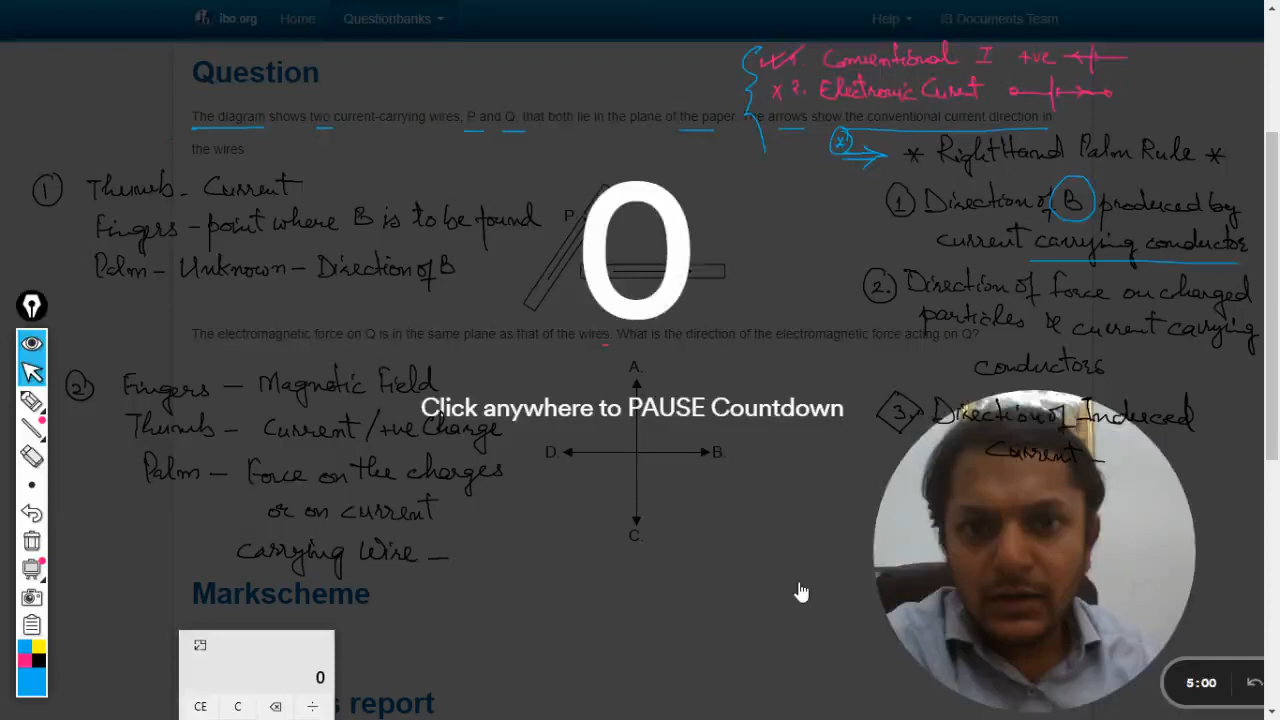 ibo.org Home Questionbanks Help IB Documents Team
Question
1. Conventional I +ve
x 2. Electronic Curent
The diagram shows two current-carrying wires, P and Q, that both lie in the plane of the paper. arrows show the conventional current direction in
the wires
x
* Right Hand Palm Rule *
1 Thumb - Current
Fingers - point where B is to be found
Palm - Unknown - Direction of B
P
0
1 Direction of B produced by
current carrying conductor
2. Direction of force on charged
particles & current carrying
conductors
The electromagnetic force on Q is in the same plane as that of the wires. What is the direction of the electromagnetic force acting on Q?
A.
2 Fingers - Magnetic Field
Thumb - Current /+ve Charge
Palm - Force on the charges
or on current
carrying Wire -
Click anywhere to PAUSE Countdown
3. Direction of Induced
Current -
D. B.
C.
Markscheme
0
CE C ÷
s report
5:00